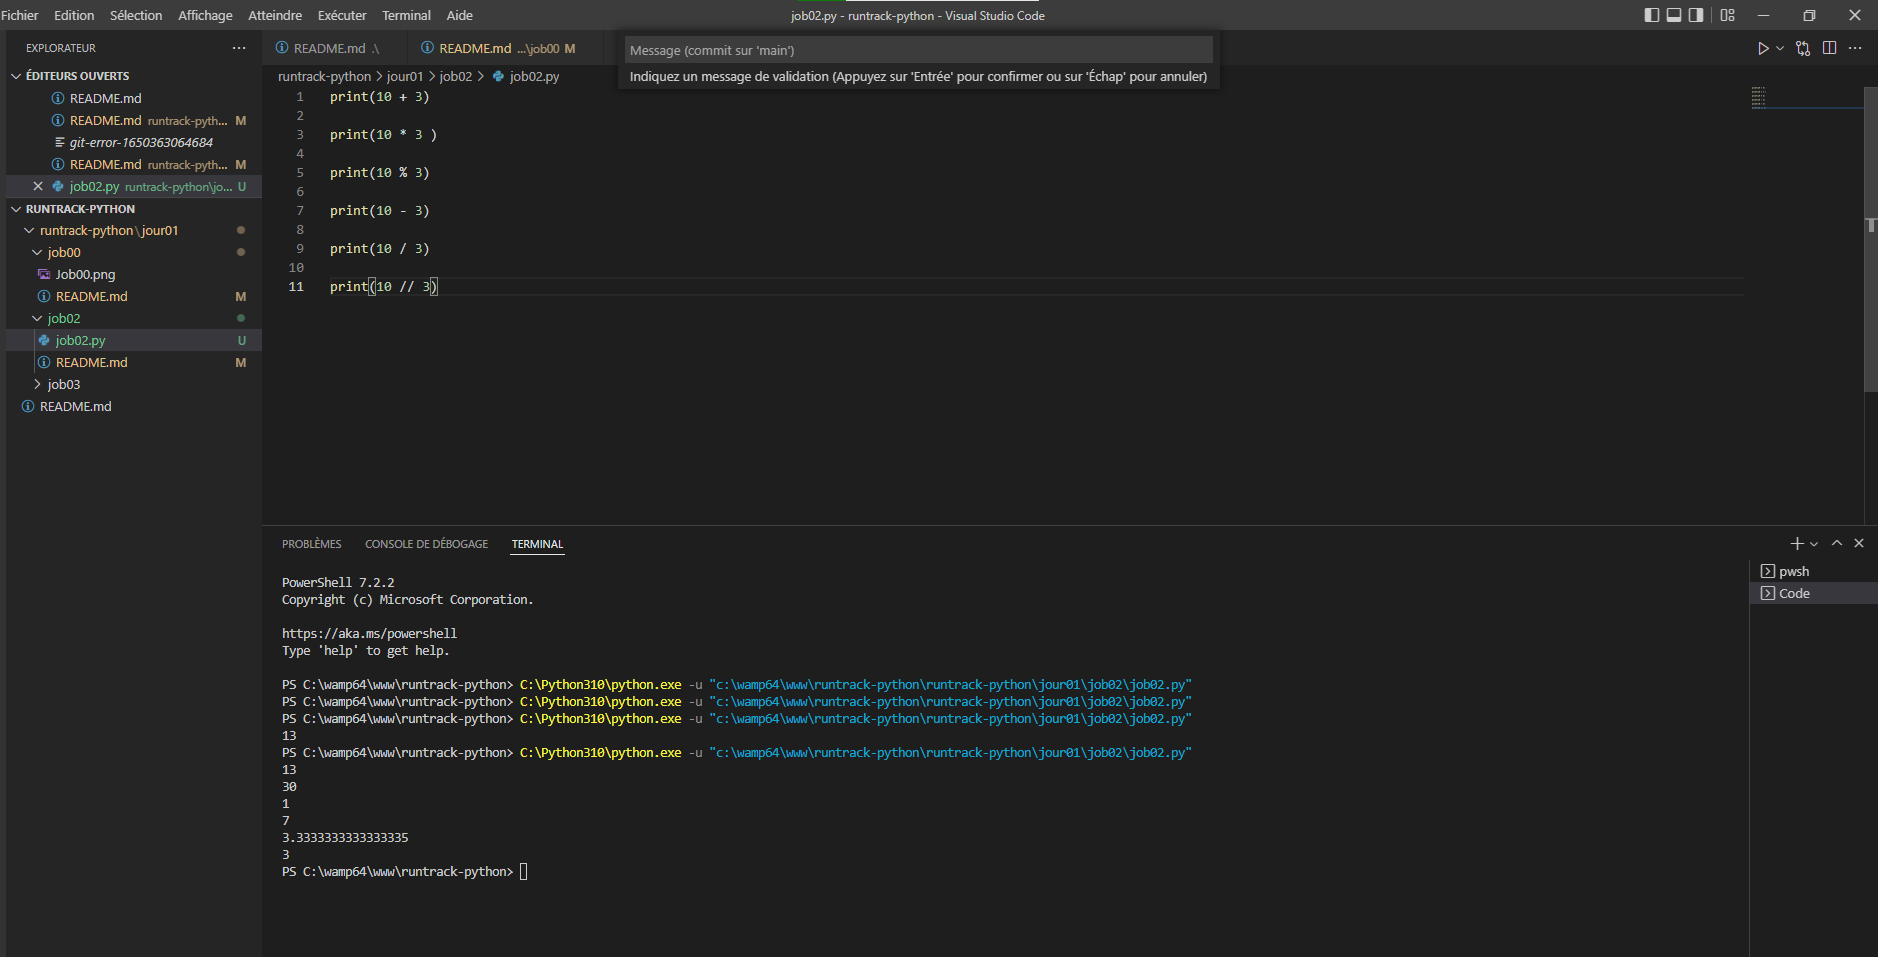 Fichier Edition Sélection Affichage Atteindre Exécuter Terminal Aide
job02.py - runtrack-python - Visual Studio Code
EXPLORATEUR
ÉDITEURS OUVERTS
README.md
README.md runtrack-pyth... M
git-error-1650363064684
README.md runtrack-pyth... M
job02.py runtrack-python\jo... U
RUNTRACK-PYTHON
runtrack-python\jour01
job00
Job00.png
README.md M
job02
job02.py U
README.md M
job03
README.md
README.md .\
README.md ...\job00 M
Message (commit sur 'main')
Indiquez un message de validation (Appuyez sur 'Entrée' pour confirmer ou sur 'Échap' pour annuler)
runtrack-python > jour01 > job02 > job02.py
1 print(10 + 3)
2
3 print(10 * 3 )
4
5 print(10 % 3)
6
7 print(10 - 3)
8
9 print(10 / 3)
10
11 print(10 // 3)
PROBLÈMES CONSOLE DE DÉBOGAGE TERMINAL
PowerShell 7.2.2
Copyright (c) Microsoft Corporation.
https://aka.ms/powershell
Type 'help' to get help.
PS C:\wamp64\www\runtrack-python> C:\Python310\python.exe -u "c:\wamp64\www\runtrack-python\runtrack-python\jour01\job02\job02.py"
PS C:\wamp64\www\runtrack-python> C:\Python310\python.exe -u "c:\wamp64\www\runtrack-python\runtrack-python\jour01\job02\job02.py"
PS C:\wamp64\www\runtrack-python> C:\Python310\python.exe -u "c:\wamp64\www\runtrack-python\runtrack-python\jour01\job02\job02.py"
13
PS C:\wamp64\www\runtrack-python> C:\Python310\python.exe -u "c:\wamp64\www\runtrack-python\runtrack-python\jour01\job02\job02.py"
13
30
1
7
3.3333333333333335
3
PS C:\wamp64\www\runtrack-python>
pwsh
Code